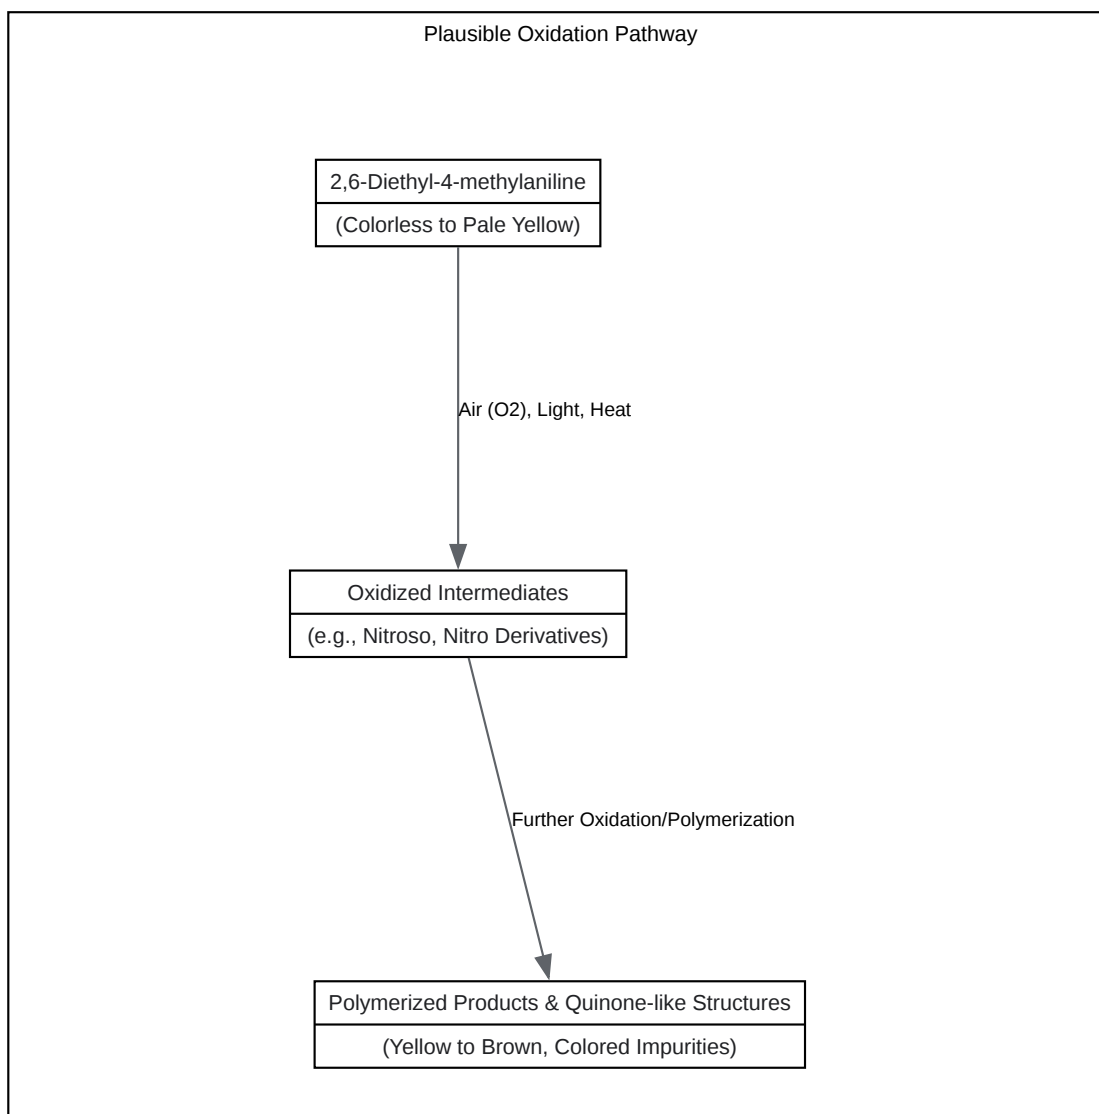 Plausible Oxidation Pathway
2,6-Diethyl-4-methylaniline
(Colorless to Pale Yellow)
Air (O2), Light, Heat
Oxidized Intermediates
(e.g., Nitroso, Nitro Derivatives)
Further Oxidation/Polymerization
Polymerized Products & Quinone-like Structures
(Yellow to Brown, Colored Impurities)